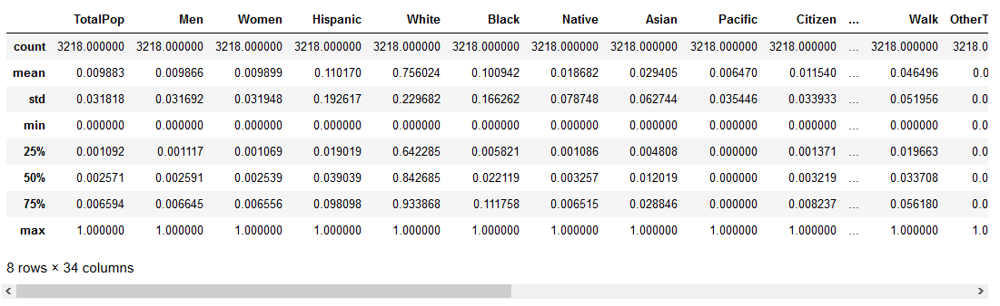 TotalPop Men Women Hispanic White Black Native Asian Pacific Citizen ... Walk OtherT
count 3218.000000 3218.000000 3218.000000 3218.000000 3218.000000 3218.000000 3218.000000 3218.000000 3218.000000 3218.000000 ... 3218.000000 3218.0
mean 0.009883 0.009866 0.009899 0.110170 0.756024 0.100942 0.018682 0.029405 0.006470 0.011540 ... 0.046496 0.0
std 0.031818 0.031692 0.031948 0.192617 0.229682 0.166262 0.078748 0.062744 0.035446 0.033933 ... 0.051956 0.0
min 0.000000 0.000000 0.000000 0.000000 0.000000 0.000000 0.000000 0.000000 0.000000 0.000000 ... 0.000000 0.0
25% 0.001092 0.001117 0.001069 0.019019 0.642285 0.005821 0.001086 0.004808 0.000000 0.001371 ... 0.019663 0.0
50% 0.002571 0.002591 0.002539 0.039039 0.842685 0.022119 0.003257 0.012019 0.000000 0.003219 ... 0.033708 0.0
75% 0.006594 0.006645 0.006556 0.098098 0.933868 0.111758 0.006515 0.028846 0.000000 0.008237 ... 0.056180 0.0
max 1.000000 1.000000 1.000000 1.000000 1.000000 1.000000 1.000000 1.000000 1.000000 1.000000 ... 1.000000 1.0
8 rows × 34 columns